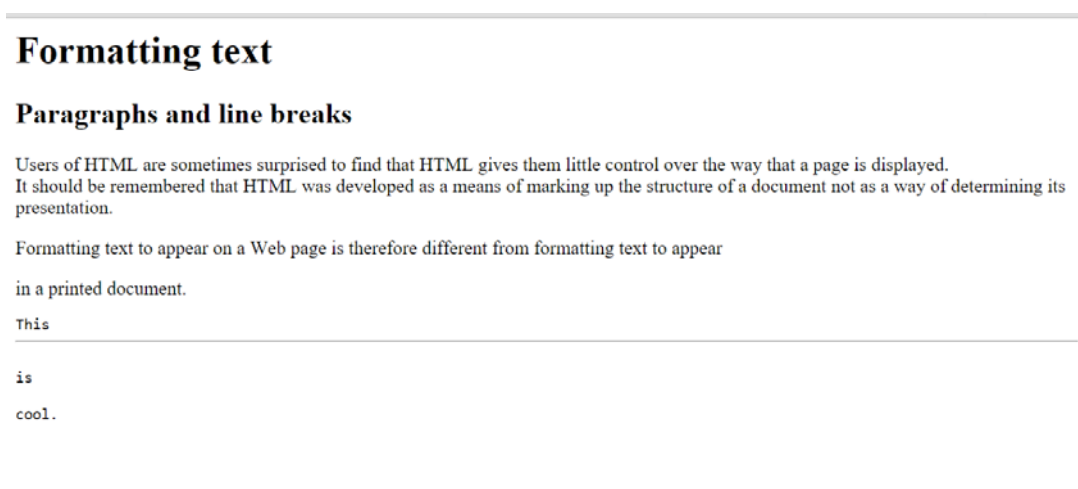 Formatting text
Paragraphs and line breaks
Users of HTML are sometimes surprised to find that HTML gives them little control over the way that a page is displayed.
It should be remembered that HTML was developed as a means of marking up the structure of a document not as a way of determining its
presentation.
Formatting text to appear on a Web page is therefore different from formatting text to appear
in a printed document.
This
is
cool.